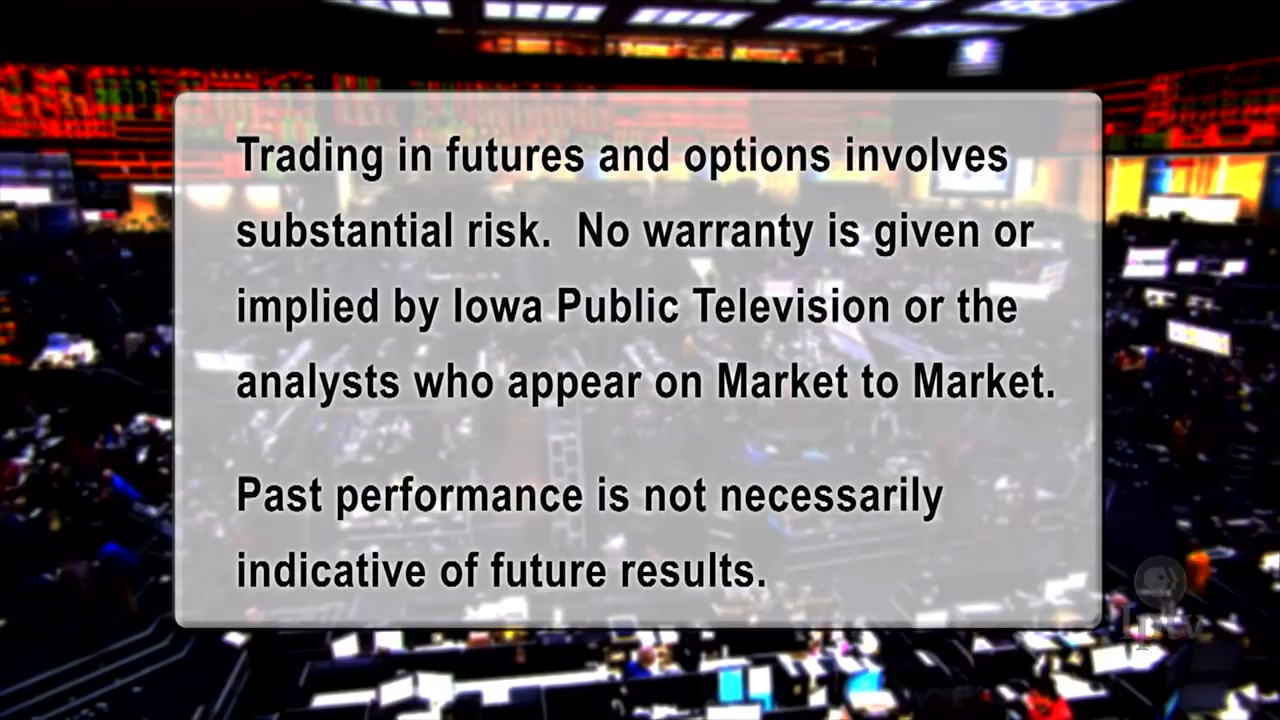 Trading in futures and options involves
substantial risk.  No warranty is given or
implied by Iowa Public Television or the
analysts who appear on Market to Market.
Past performance is not necessarily
indicative of future results.
iptv